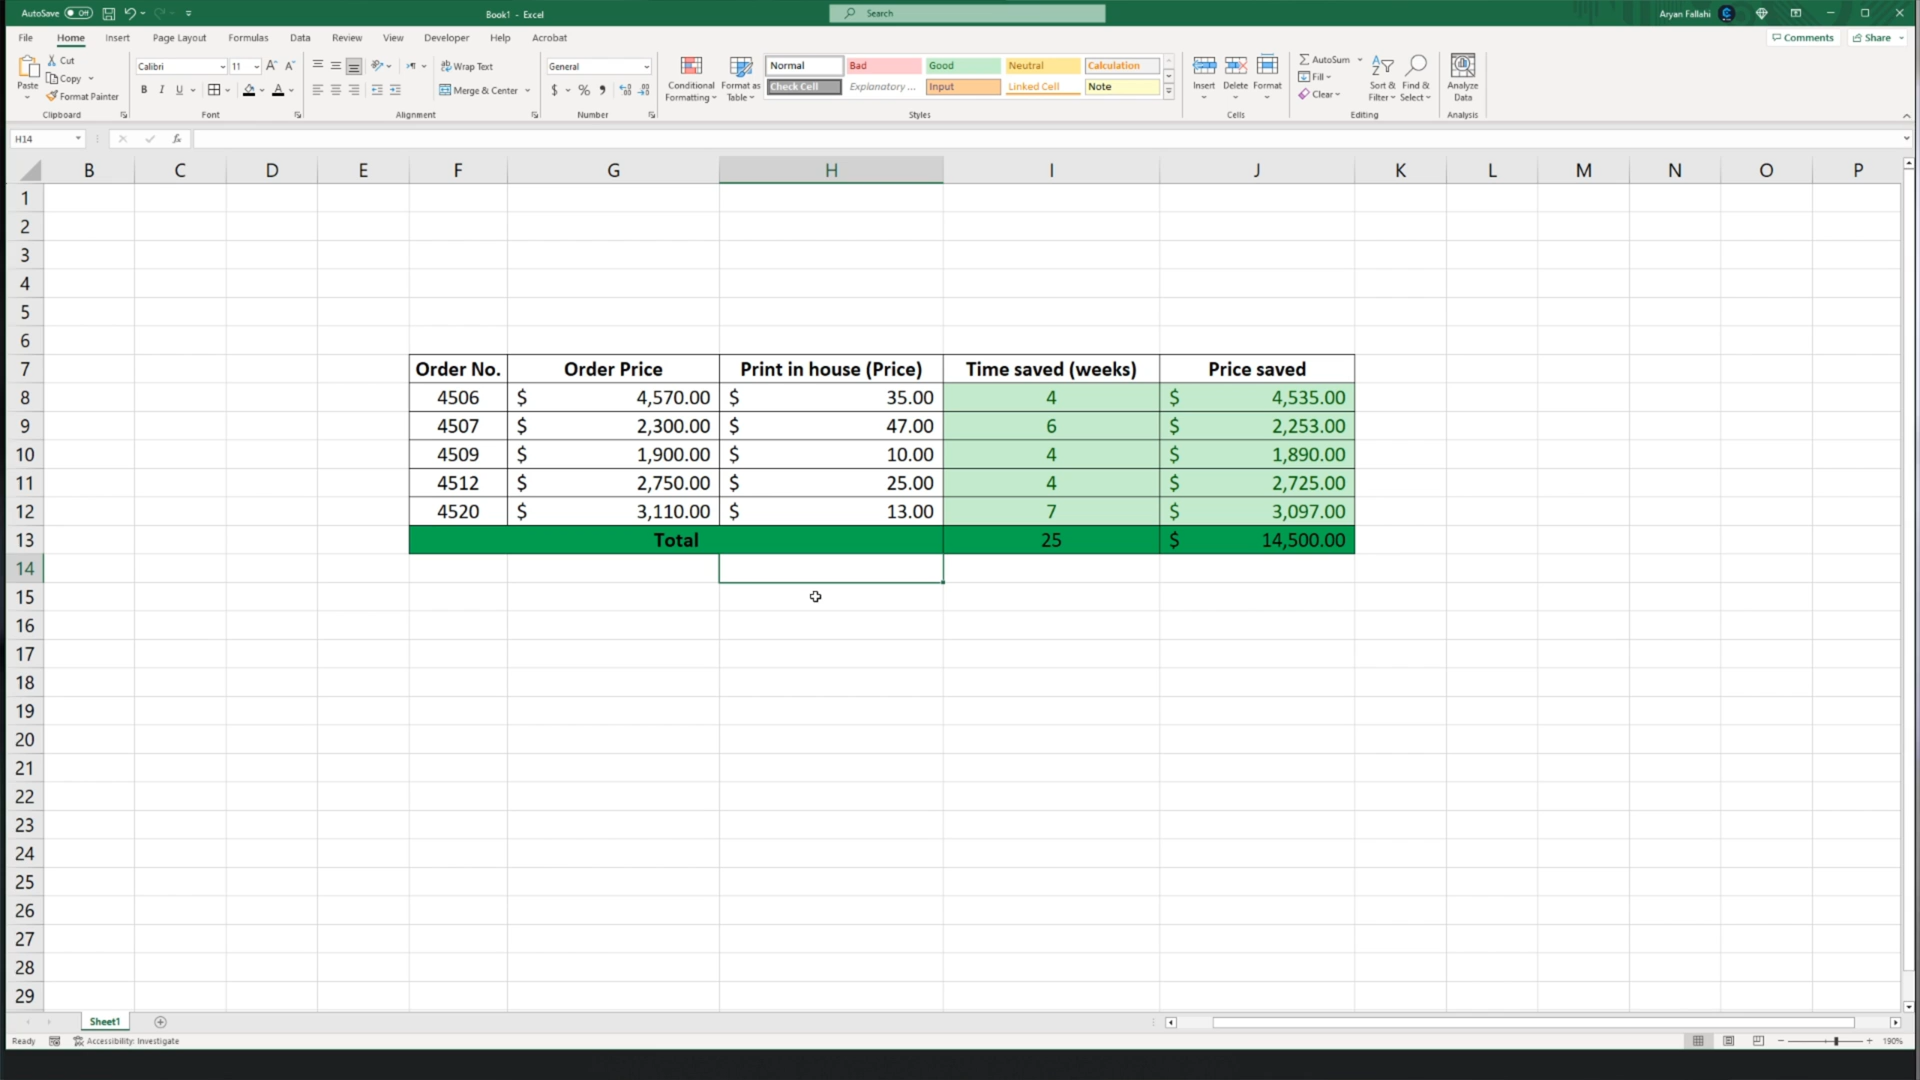 AutoSave Off Book1 - Excel Search Aryan Fallahi
File Home Insert Page Layout Formulas Data Review View Developer Help Acrobat Comments Share
Paste Cut Copy Format Painter Clipboard
Calibri 11 B I U A Font
Wrap Text Merge & Center Alignment
General $ % Number
Conditional Formatting Format as Table Normal Bad Good Neutral Calculation
Check Cell Explanatory ... Input Linked Cell Note Styles
Insert Delete Format Cells
AutoSum Fill Clear Sort & Filter Find & Select Editing
Analyze Data Analysis
H14 fx
B C D E F G H I J K L M N O P
1
2
3
4
5
6
7 Order No. Order Price Print in house (Price) Time saved (weeks) Price saved
8 4506 $ 4,570.00 $ 35.00 4 $ 4,535.00
9 4507 $ 2,300.00 $ 47.00 6 $ 2,253.00
10 4509 $ 1,900.00 $ 10.00 4 $ 1,890.00
11 4512 $ 2,750.00 $ 25.00 4 $ 2,725.00
12 4520 $ 3,110.00 $ 13.00 7 $ 3,097.00
13 Total 25 $ 14,500.00
14
15
16
17
18
19
20
21
22
23
24
25
26
27
28
29
Sheet1
Ready Accessibility: Investigate 190%